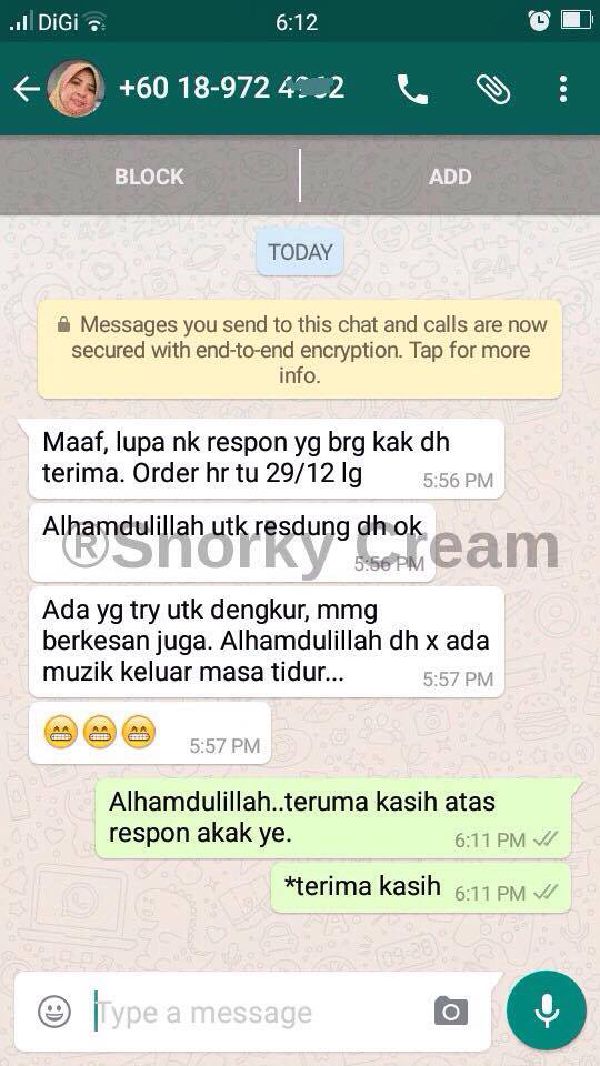 DiGi 6:12
+60 18-972
BLOCK ADD
TODAY
Messages you send to this chat and calls are now
secured with end-to-end encryption. Tap for more
info.
Maaf, lupa nk respon yg brg kak dh
terima. Order hr tu 29/12 lg 5:56 PM
Alhamdulillah utk resdung dh ok
5:56 PM
®Snorky Cream
Ada yg try utk dengkur, mmg
berkesan juga. Alhamdulillah dh x ada
muzik keluar masa tidur... 5:57 PM
😁😁😁 5:57 PM
Alhamdulillah..teruma kasih atas
respon akak ye. 6:11 PM
*terima kasih 6:11 PM
Type a message